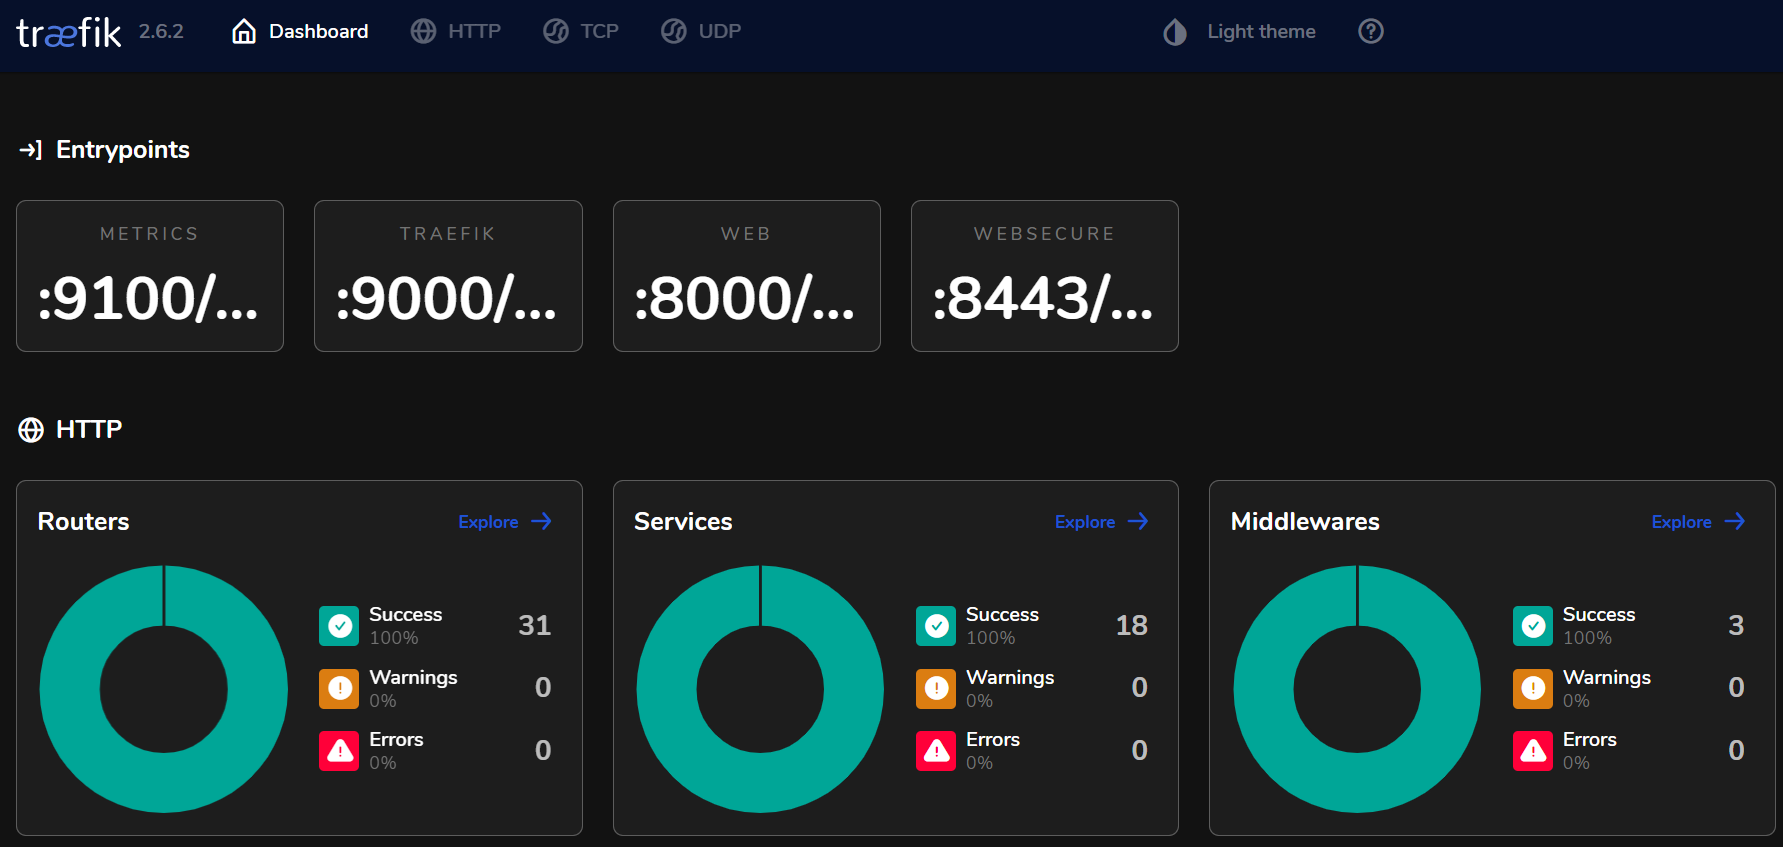 træfik 2.6.2 Dashboard HTTP TCP UDP Light theme
Entrypoints
METRICS TRAEFIK WEB WEBSECURE
:9100/... :9000/... :8000/... :8443/...
HTTP
Routers Explore
Success 31
100%
Warnings 0
0%
Errors 0
0%
Services Explore
Success 18
100%
Warnings 0
0%
Errors 0
0%
Middlewares Explore
Success 3
100%
Warnings 0
0%
Errors 0
0%